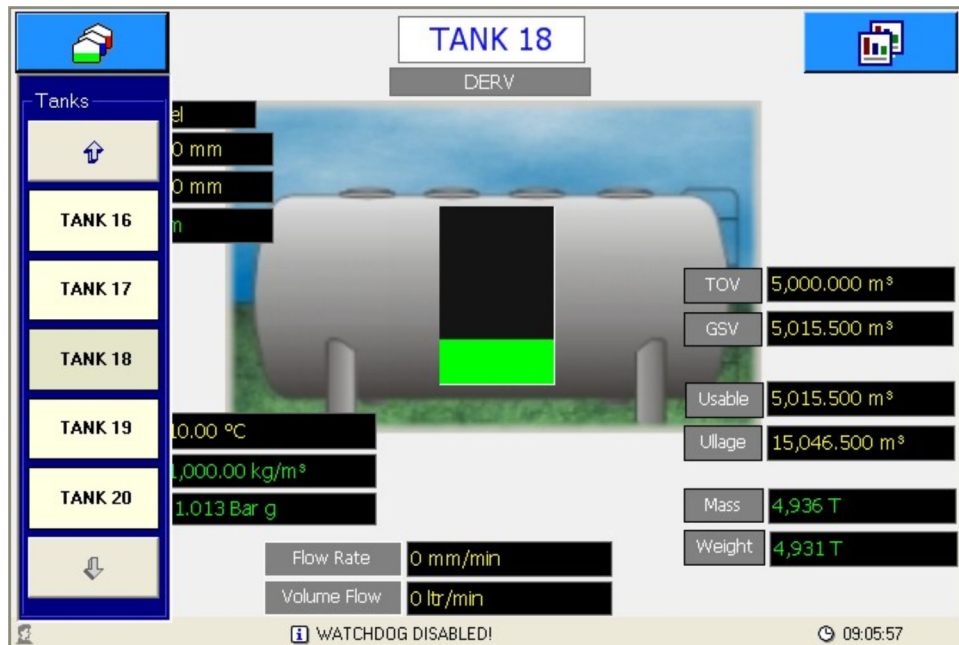 TANK 18
DERV
Tanks
el
0 mm
0 mm
TANK 16
m
TANK 17
TOV 5,000.000 m³
GSV 5,015.500 m³
TANK 18
Usable 5,015.500 m³
TANK 19
10.00 °C
Ullage 15,046.500 m³
1,000.00 kg/m³
TANK 20
1.013 Bar g
Mass 4,936 T
Weight 4,931 T
Flow Rate 0 mm/min
Volume Flow 0 ltr/min
WATCHDOG DISABLED!
09:05:57